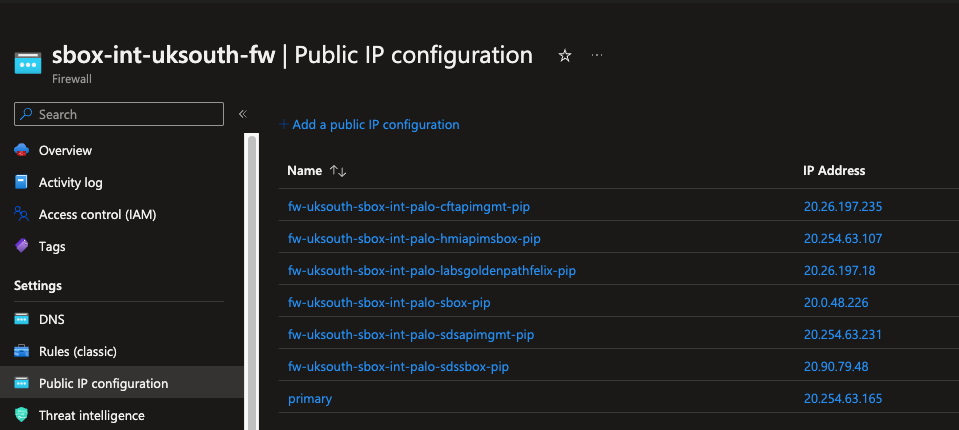 sbox-int-uksouth-fw | Public IP configuration
Firewall
Search
Overview
Activity log
Access control (IAM)
Tags
Settings
DNS
Rules (classic)
Public IP configuration
Threat intelligence
+ Add a public IP configuration
Name ↑↓ IP Address
fw-uksouth-sbox-int-palo-cftapimgmt-pip 20.26.197.235
fw-uksouth-sbox-int-palo-hmiapimsbox-pip 20.254.63.107
fw-uksouth-sbox-int-palo-labsgoldenpathfelix-pip 20.26.197.18
fw-uksouth-sbox-int-palo-sbox-pip 20.0.48.226
fw-uksouth-sbox-int-palo-sdsapimgmt-pip 20.254.63.231
fw-uksouth-sbox-int-palo-sdssbox-pip 20.90.79.48
primary 20.254.63.165